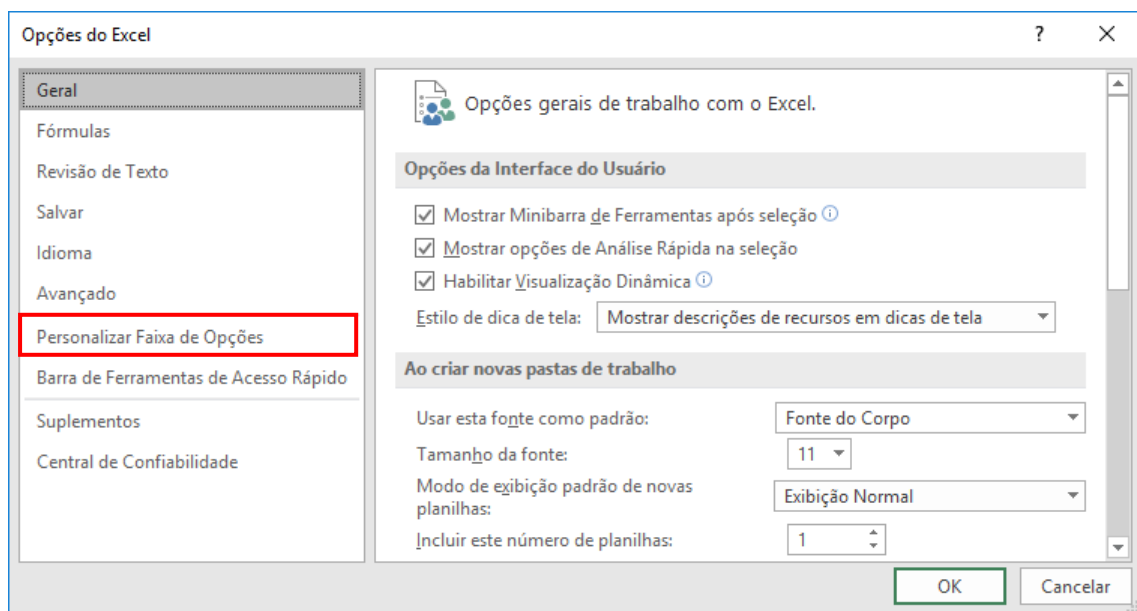 Opções do Excel
?
Geral
Fórmulas
Revisão de Texto
Salvar
Idioma
Avançado
Personalizar Faixa de Opções
Barra de Ferramentas de Acesso Rápido
Suplementos
Central de Confiabilidade
Opções gerais de trabalho com o Excel.
Opções da Interface do Usuário
Mostrar Minibarra de Ferramentas após seleção
Mostrar opções de Análise Rápida na seleção
Habilitar Visualização Dinâmica
Estilo de dica de tela: Mostrar descrições de recursos em dicas de tela
Ao criar novas pastas de trabalho
Usar esta fonte como padrão: Fonte do Corpo
Tamanho da fonte: 11
Modo de exibição padrão de novas
planilhas: Exibição Normal
Incluir este número de planilhas: 1
OK Cancelar